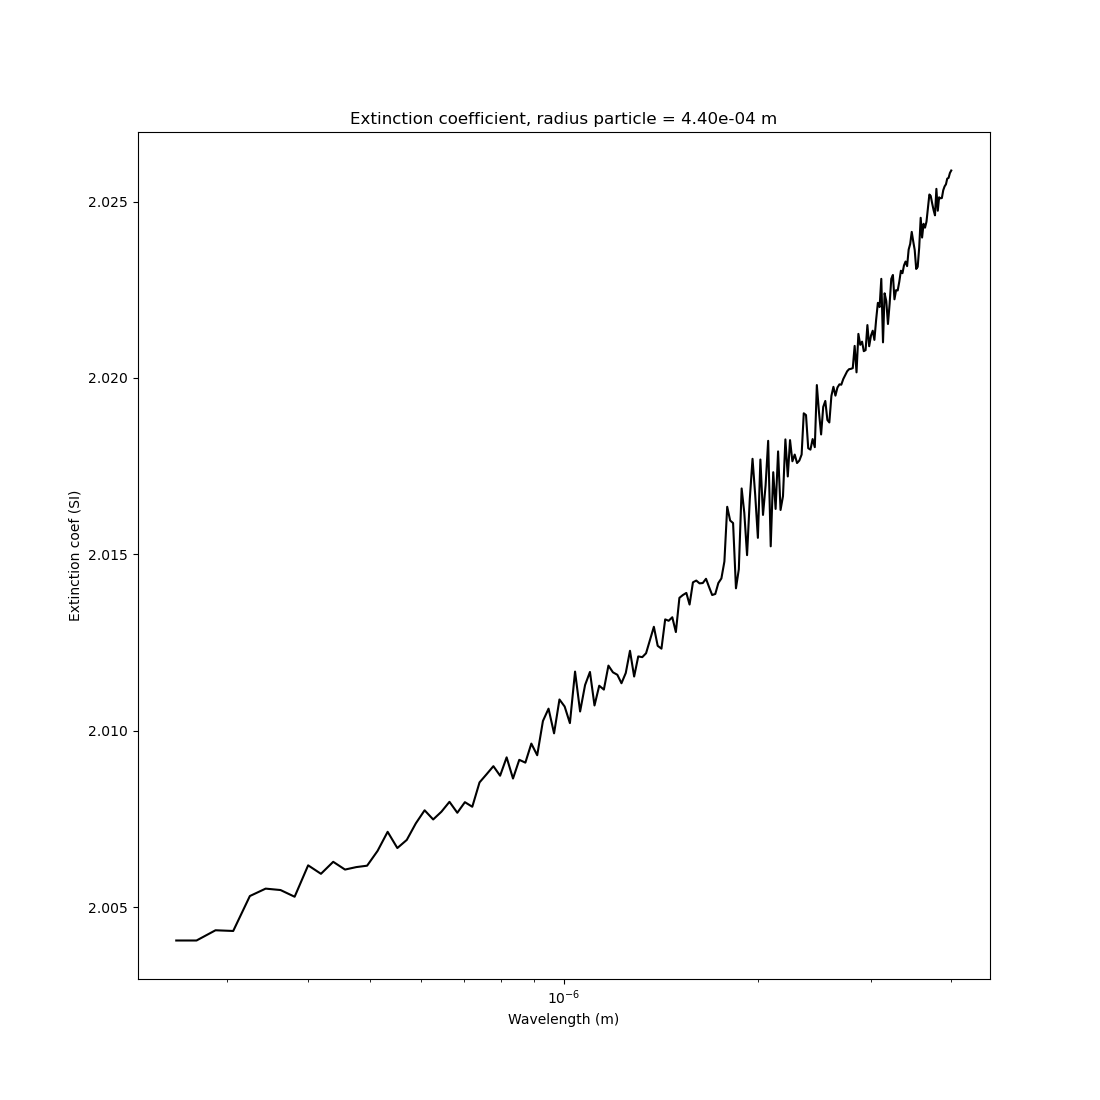 Extinction coefficient, radius particle = 4.40e-04 m
2.025
2.020
2.015
2.010
2.005
Extinction coef (SI)
10⁻⁶
Wavelength (m)